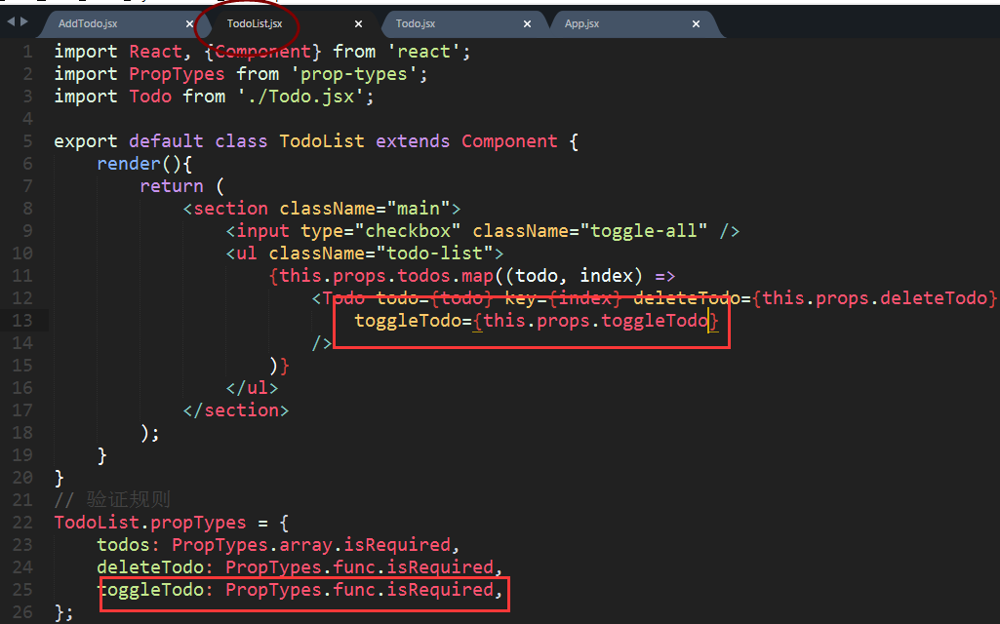 AddTodo.jsx × TodoList.jsx × Todo.jsx × App.jsx ×
1 import React, {Component} from 'react';
2 import PropTypes from 'prop-types';
3 import Todo from './Todo.jsx';
4
5 export default class TodoList extends Component {
6 render(){
7 return (
8 <section className="main">
9 <input type="checkbox" className="toggle-all" />
10 <ul className="todo-list">
11 {this.props.todos.map((todo, index) =>
12 <Todo todo={todo} key={index} deleteTodo={this.props.deleteTodo}
13 toggleTodo={this.props.toggleTodo}
14 />
15 )}
16 </ul>
17 </section>
18 );
19 }
20 }
21 // 验证规则
22 TodoList.propTypes = {
23 todos: PropTypes.array.isRequired,
24 deleteTodo: PropTypes.func.isRequired,
25 toggleTodo: PropTypes.func.isRequired,
26 };